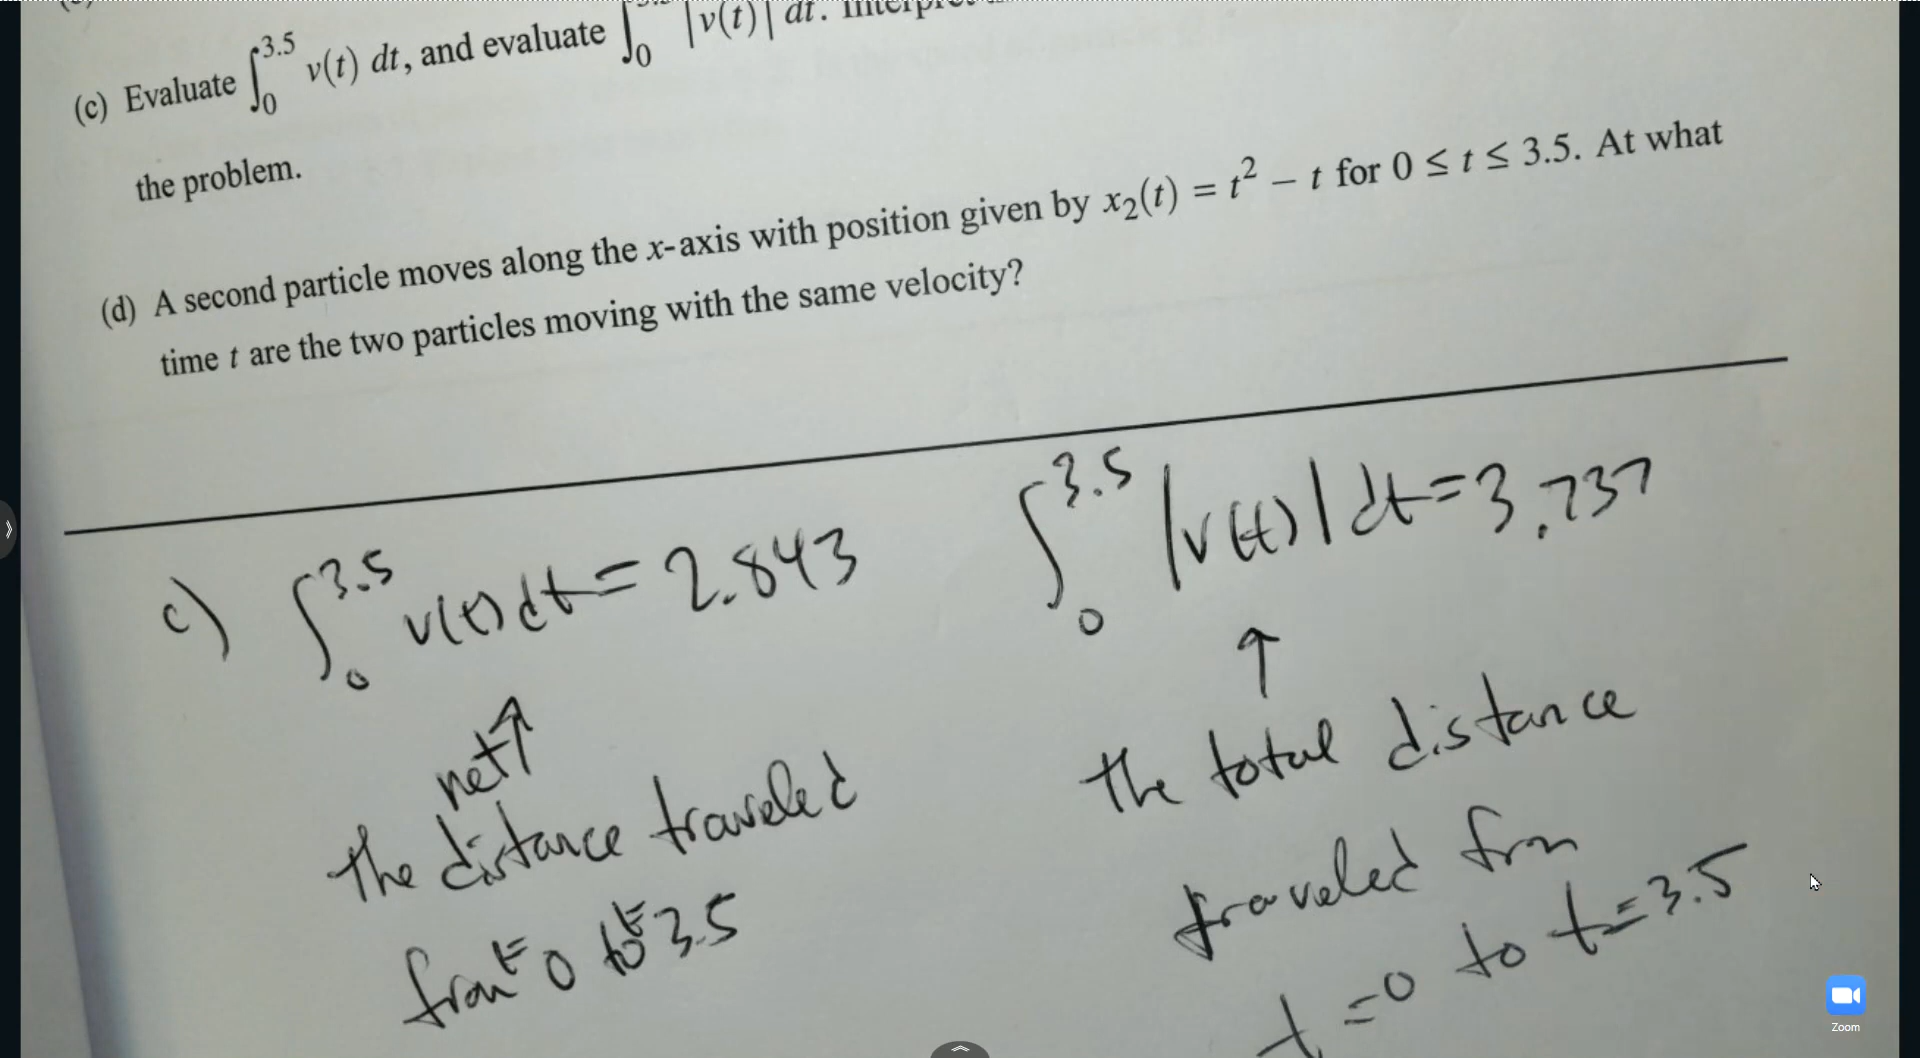 (c) Evaluate ∫₀^3.5 v(t) dt, and evaluate ∫₀ |v(t)| dt.
the problem.
(d) A second particle moves along the x-axis with position given by x₂(t) = t² – t for 0 ≤ t ≤ 3.5. At what
time t are the two particles moving with the same velocity?
c) ∫₀^3.5 v(t) dt = 2.843
∫₀^3.5 |v(t)| dt = 3.737
net↑
the distance traveled
from t=0 to t=3.5
↑
the total distance
traveled from
t=0 to t=3.5
Zoom